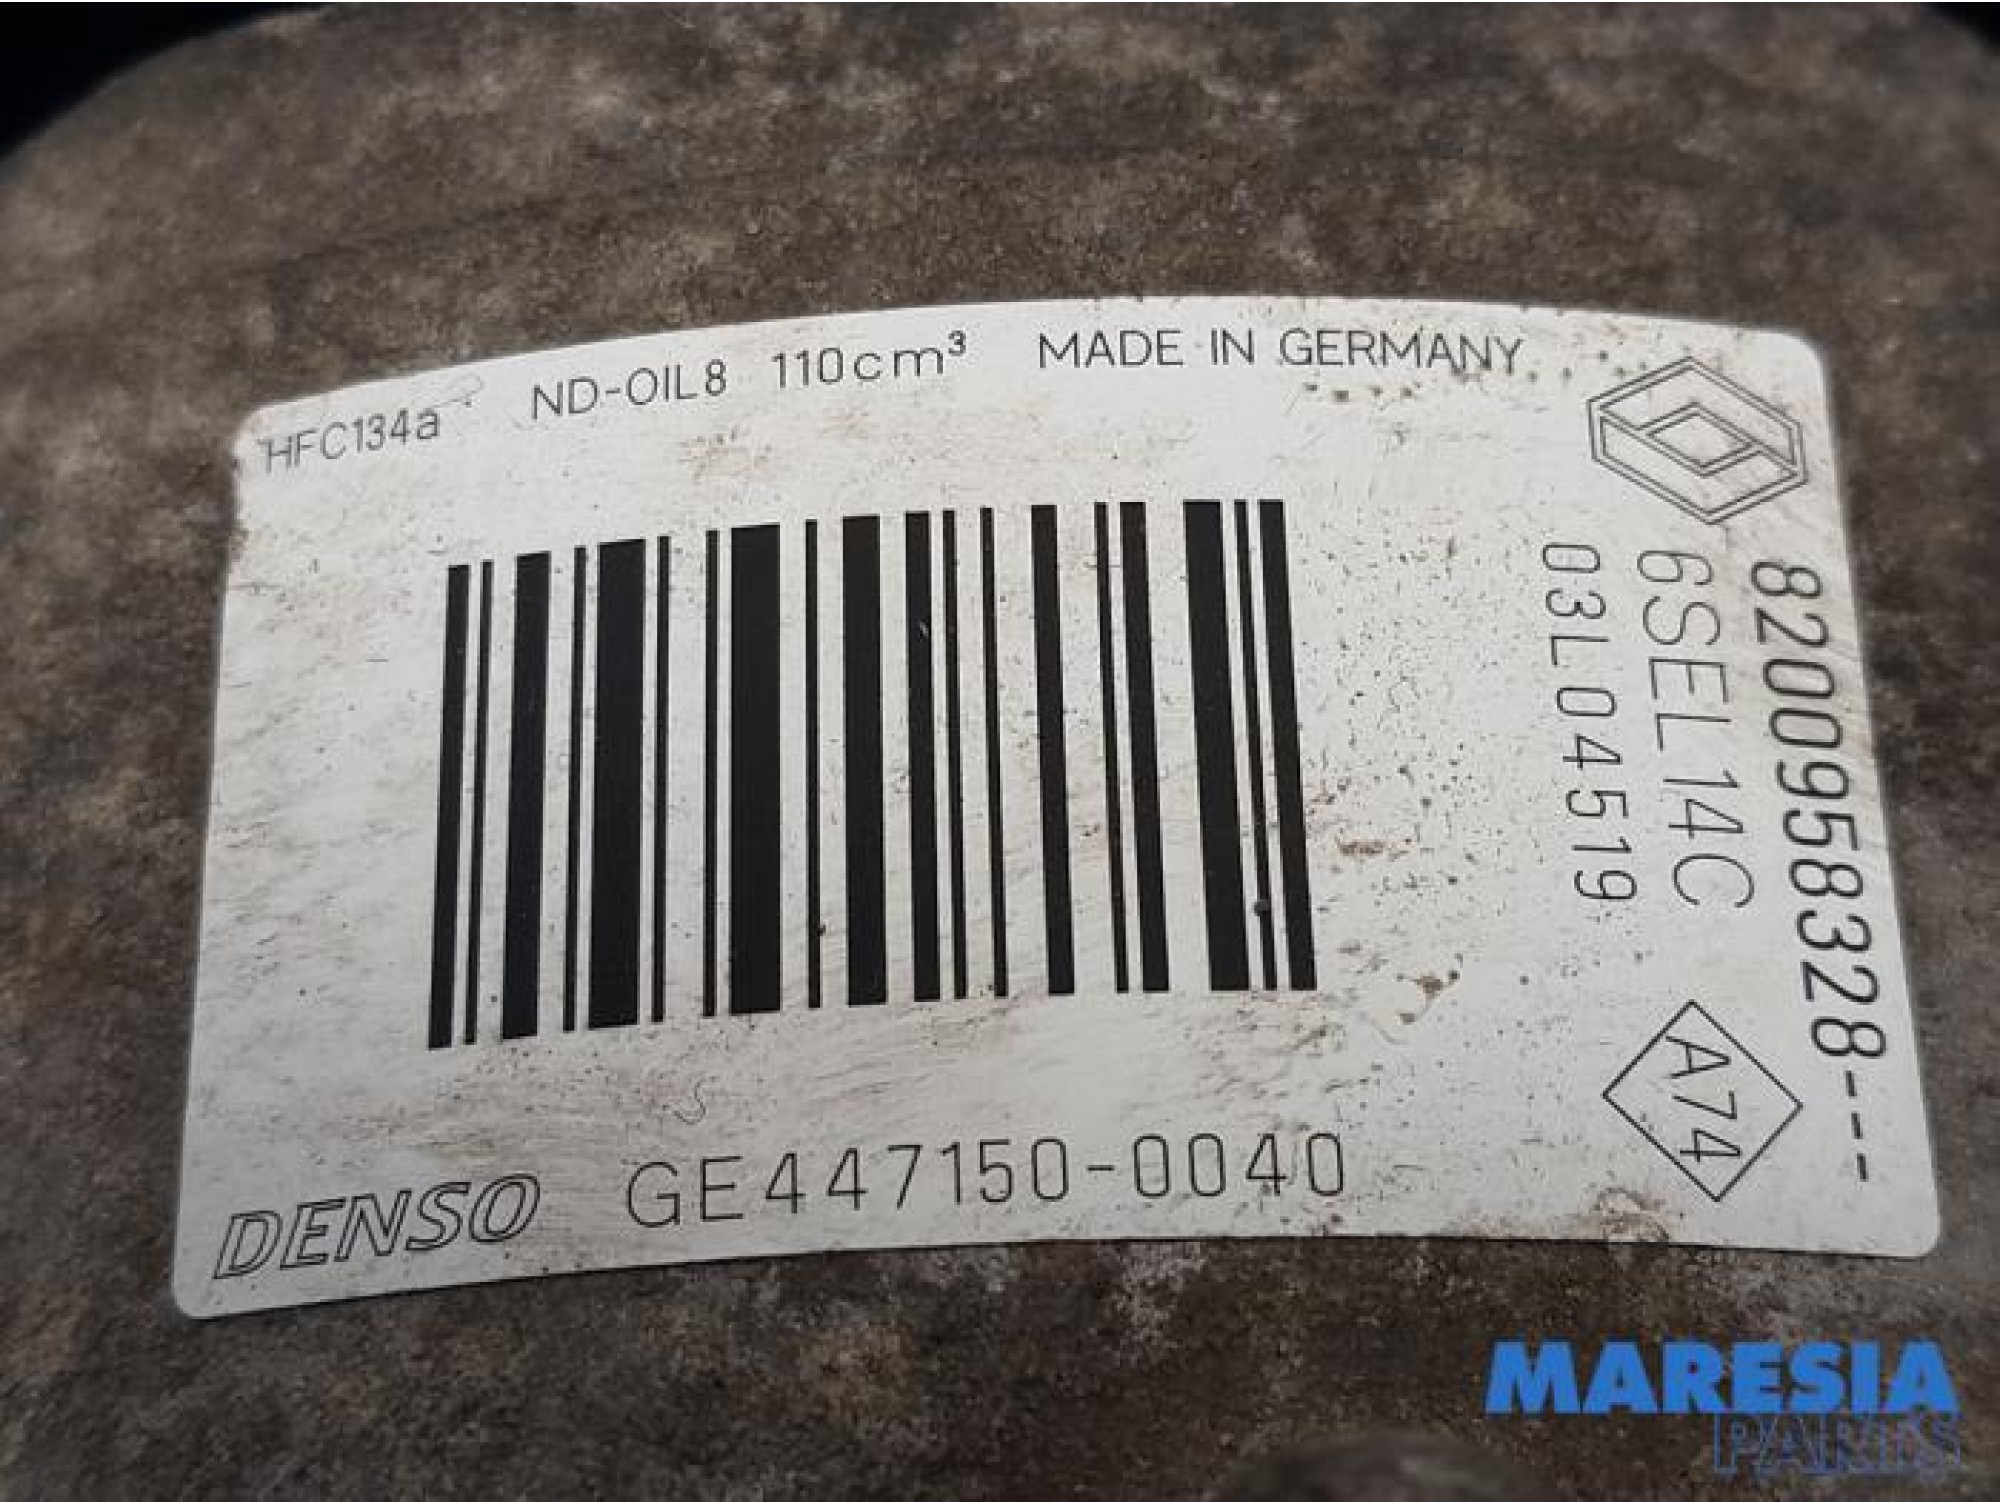 HFC134a ND-OIL8 110cm³ MADE IN GERMANY
8200958328---
6SEL14C
03L04519
A74
DENSO GE447150-0040
MARESIA
PARTS